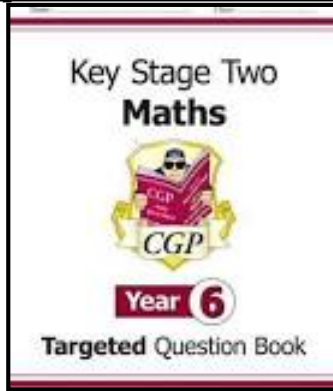 Key Stage Two
Maths
CGP
CGP
Year 6
Targeted Question Book